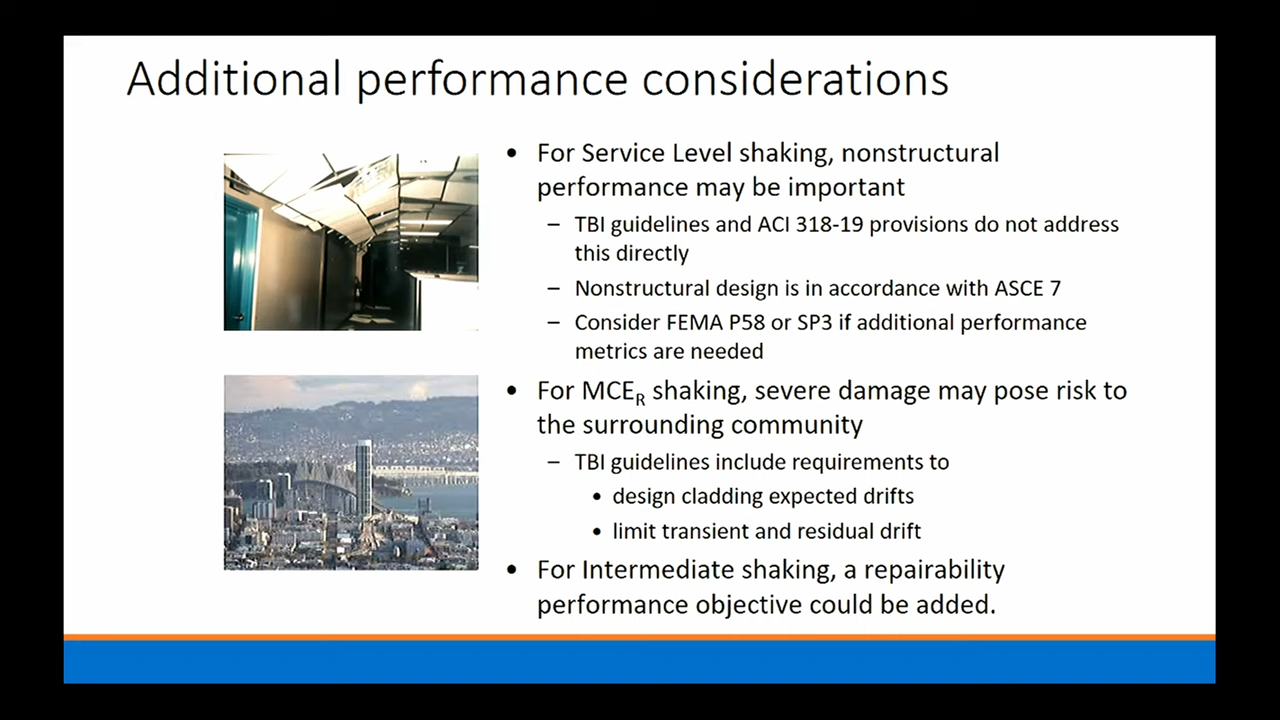 Additional performance considerations
• For Service Level shaking, nonstructural
performance may be important
– TBI guidelines and ACI 318-19 provisions do not address
this directly
– Nonstructural design is in accordance with ASCE 7
– Consider FEMA P58 or SP3 if additional performance
metrics are needed
• For MCER shaking, severe damage may pose risk to
the surrounding community
– TBI guidelines include requirements to
• design cladding expected drifts
• limit transient and residual drift
• For Intermediate shaking, a repairability
performance objective could be added.